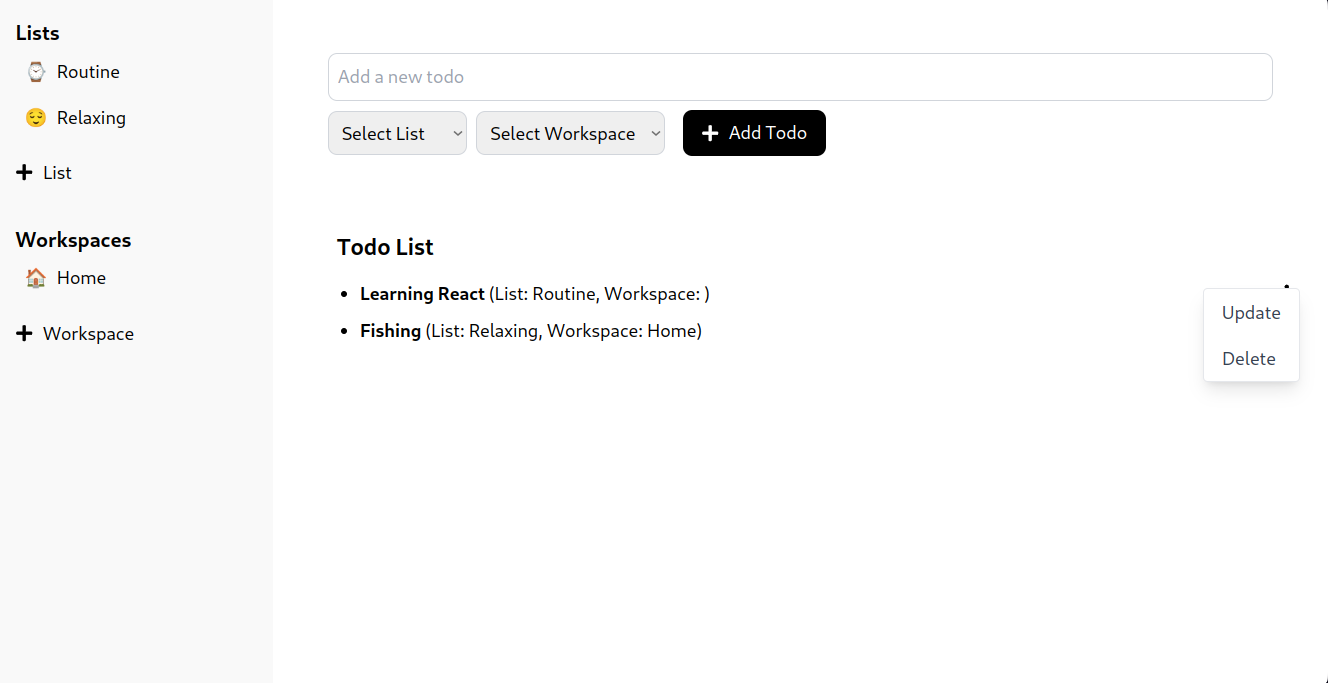 Lists
Routine
Relaxing
List
Workspaces
Home
Workspace
Add a new todo
Select List
Select Workspace
Add Todo
Todo List
• Learning React (List: Routine, Workspace: )
• Fishing (List: Relaxing, Workspace: Home)
Update
Delete